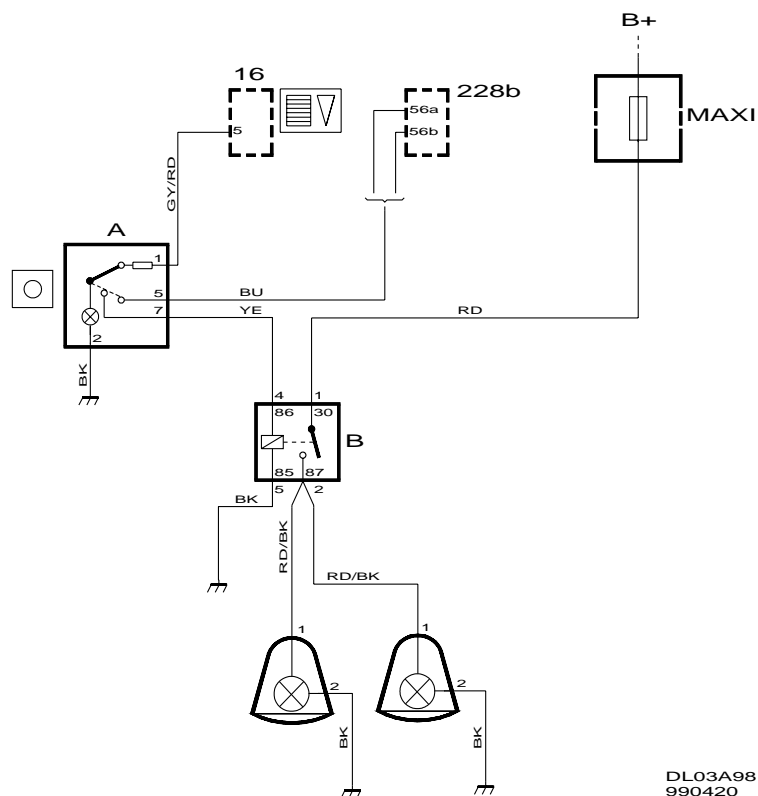 B+
16
228b
56a
MAXI
5
56b
GY/RD
A
1
5
BU
7
YE
RD
2
BK
4
1
86
30
B
85
87
BK
5
2
RD/BK
RD/BK
1
1
2
2
BK
BK
DL03A98
990420